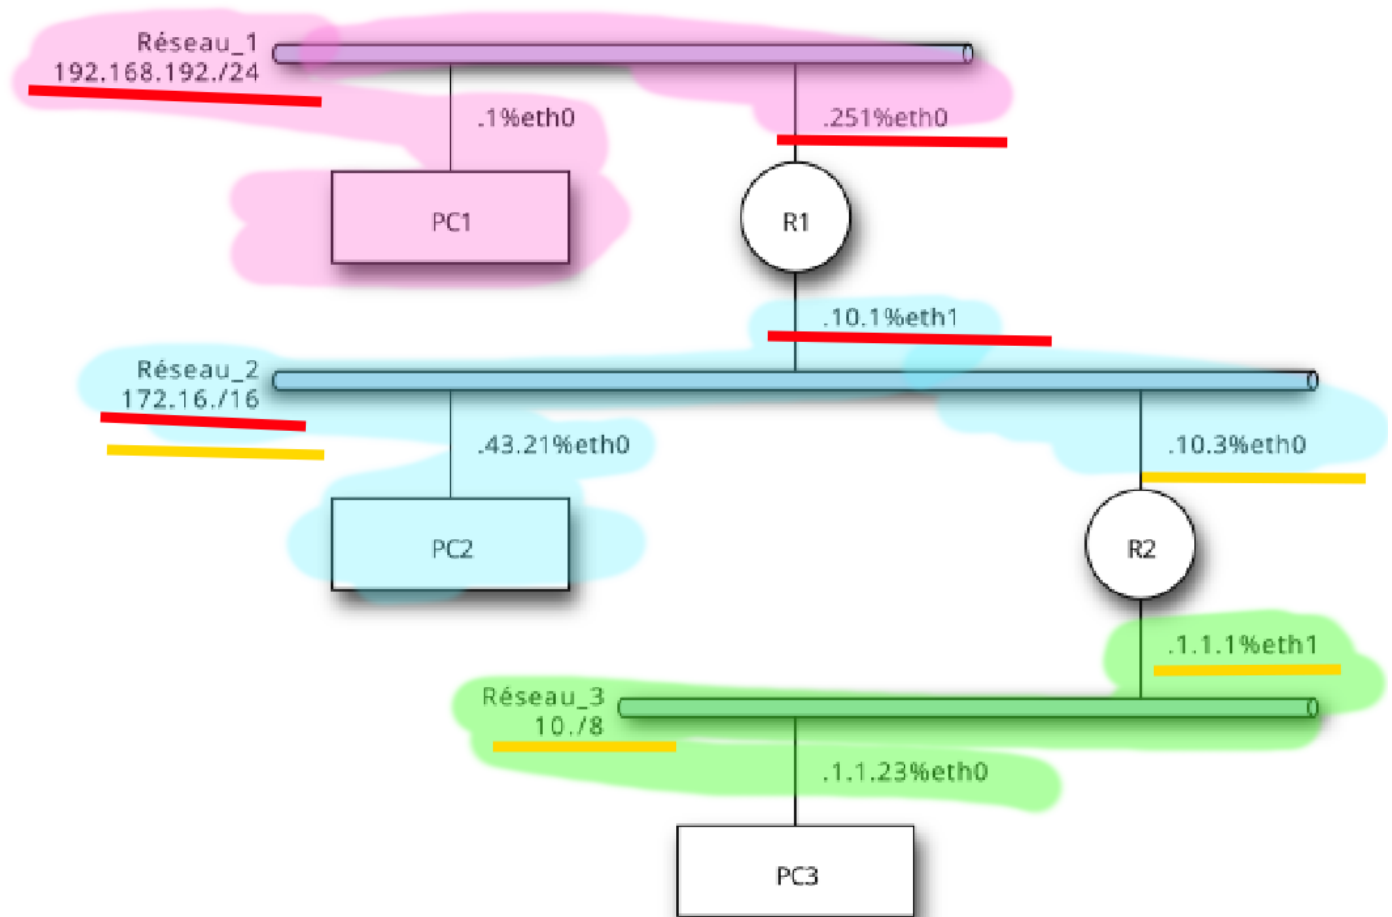 Réseau_1
192.168.192./24
.1%eth0
.251%eth0
PC1
R1
.10.1%eth1
Réseau_2
172.16./16
.43.21%eth0
.10.3%eth0
PC2
R2
.1.1.1%eth1
Réseau_3
10./8
.1.1.23%eth0
PC3